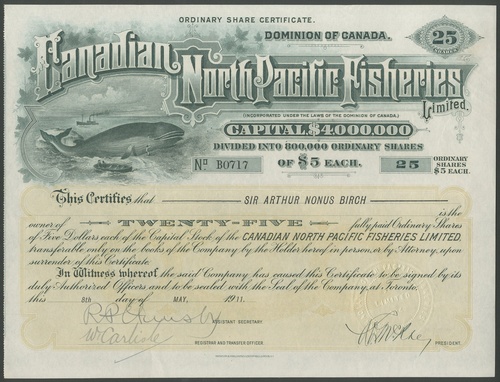 ORDINARY SHARE CERTIFICATE.
DOMINION OF CANADA.
25
SHARES
Canadian
North Pacific Fisheries
Limited.
(INCORPORATED UNDER THE LAWS OF THE DOMINION OF CANADA.)
CAPITAL, $4,000,000
DIVIDED INTO 800,000 ORDINARY SHARES
No B0717 OF $5 EACH. 25 ORDINARY SHARES $5 EACH.
This Certifies that SIR ARTHUR NONUS BIRCH
is the
owner of TWENTY-FIVE fully paid Ordinary Shares
of Five Dollars each of the Capital Stock of the CANADIAN NORTH PACIFIC FISHERIES LIMITED,
transferable only on the books of the Company by the Holder hereof in person, or by Attorney, upon
surrender of this Certificate.
In Witness whereof the said Company has caused this Certificate to be signed by its
duly Authorized Officers and to be sealed with the Seal of the Company, at Toronto.
this 8th day of MAY, 1911.
ASSISTANT SECRETARY
W Carlile
REGISTRAR AND TRANSFER OFFICER.
PRESIDENT.